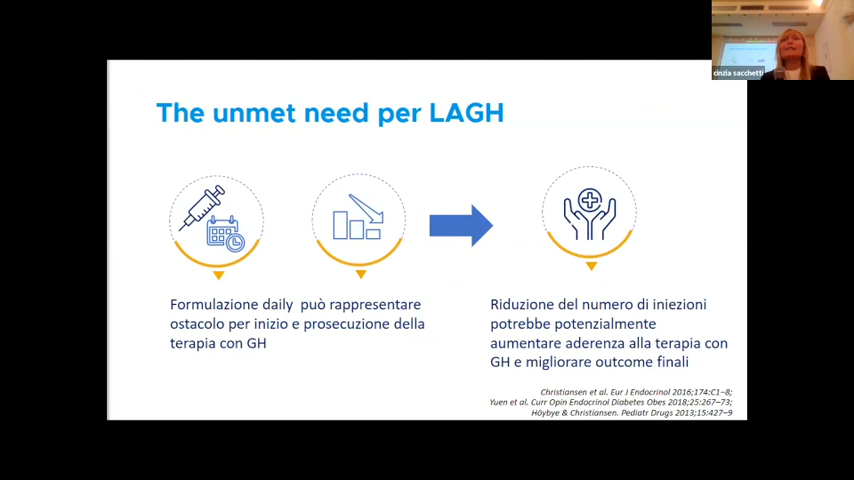 cinzia sacchetti
The unmet need per LAGH
Formulazione daily può rappresentare
ostacolo per inizio e prosecuzione della
terapia con GH
Riduzione del numero di iniezioni
potrebbe potenzialmente
aumentare aderenza alla terapia con
GH e migliorare outcome finali
Christiansen et al. Eur J Endocrinol 2016;174:C1–8;
Yuen et al. Curr Opin Endocrinol Diabetes Obes 2018;25:267–73;
Höybye & Christiansen. Pediatr Drugs 2013;15:427–9